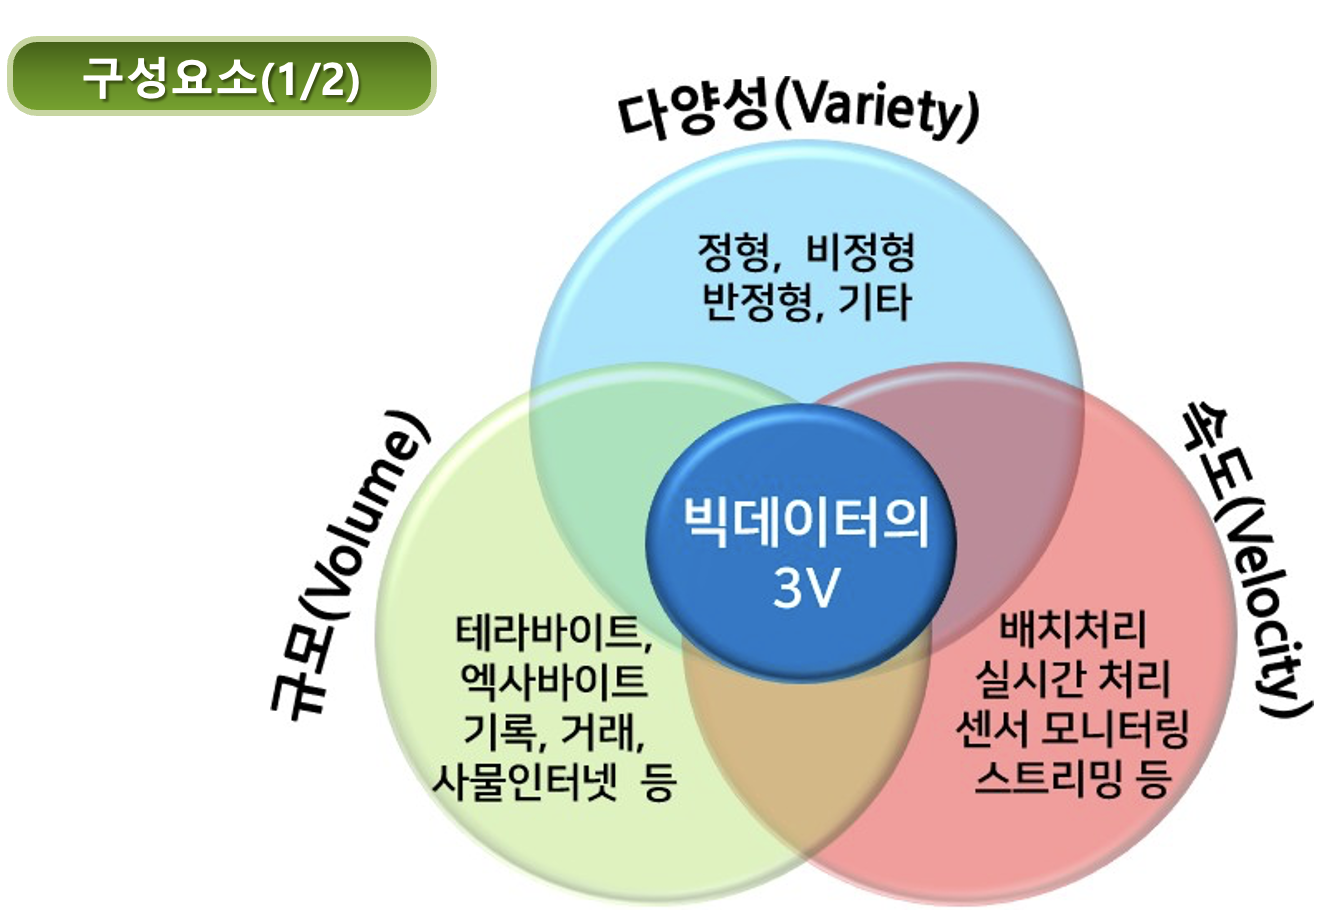 구성요소(1/2)
다양성(Variety)
정형, 비정형
반정형, 기타
규모(Volume)
테라바이트,
엑사바이트
기록, 거래,
사물인터넷 등
빅데이터의
3V
속도(Velocity)
배치처리
실시간 처리
센서 모니터링
스트리밍 등